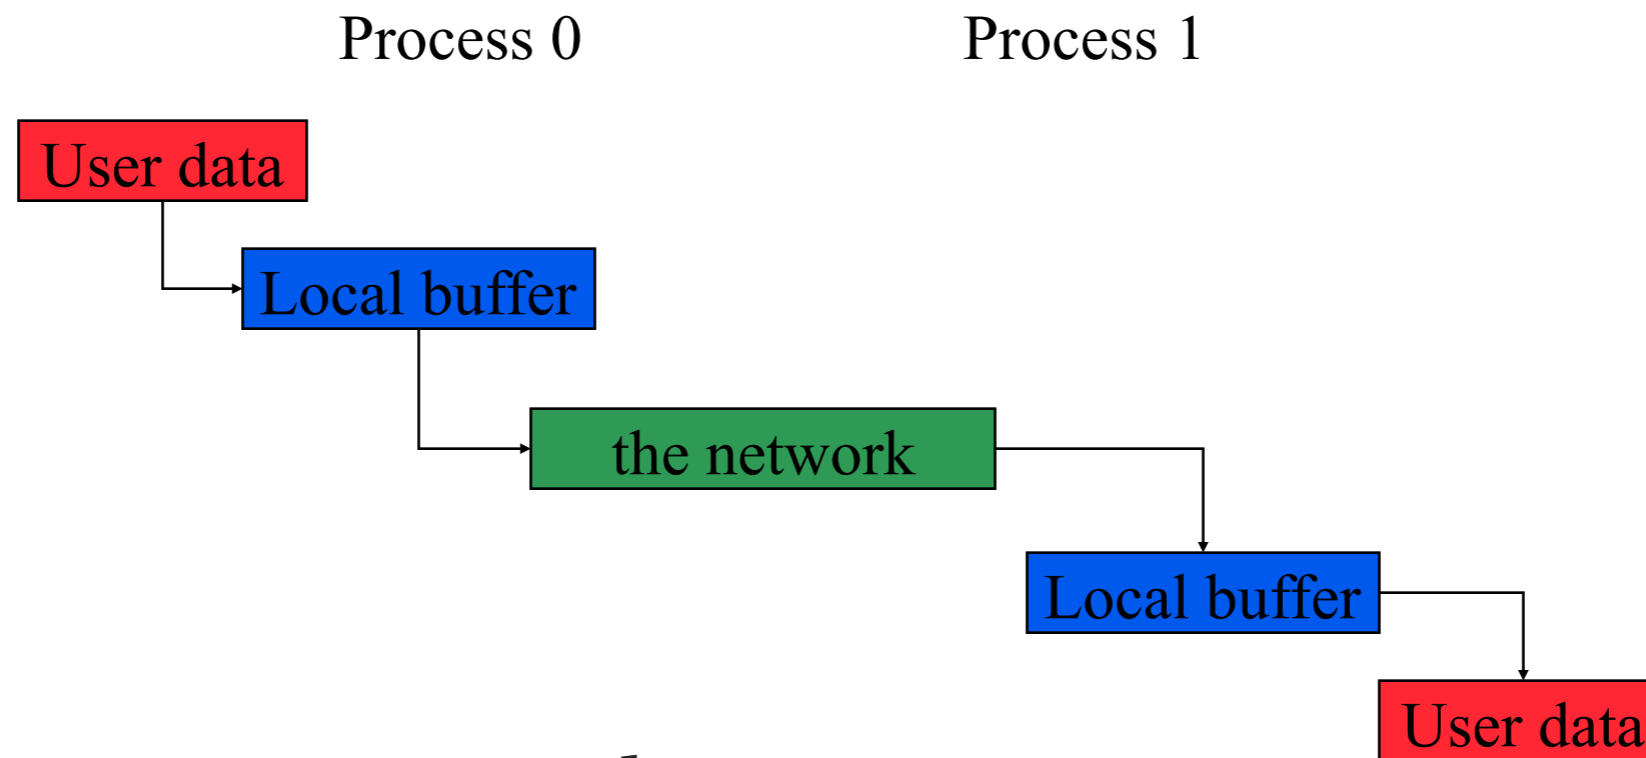 Process 0
Process 1
User data
Local buffer
the network
Local buffer
User data